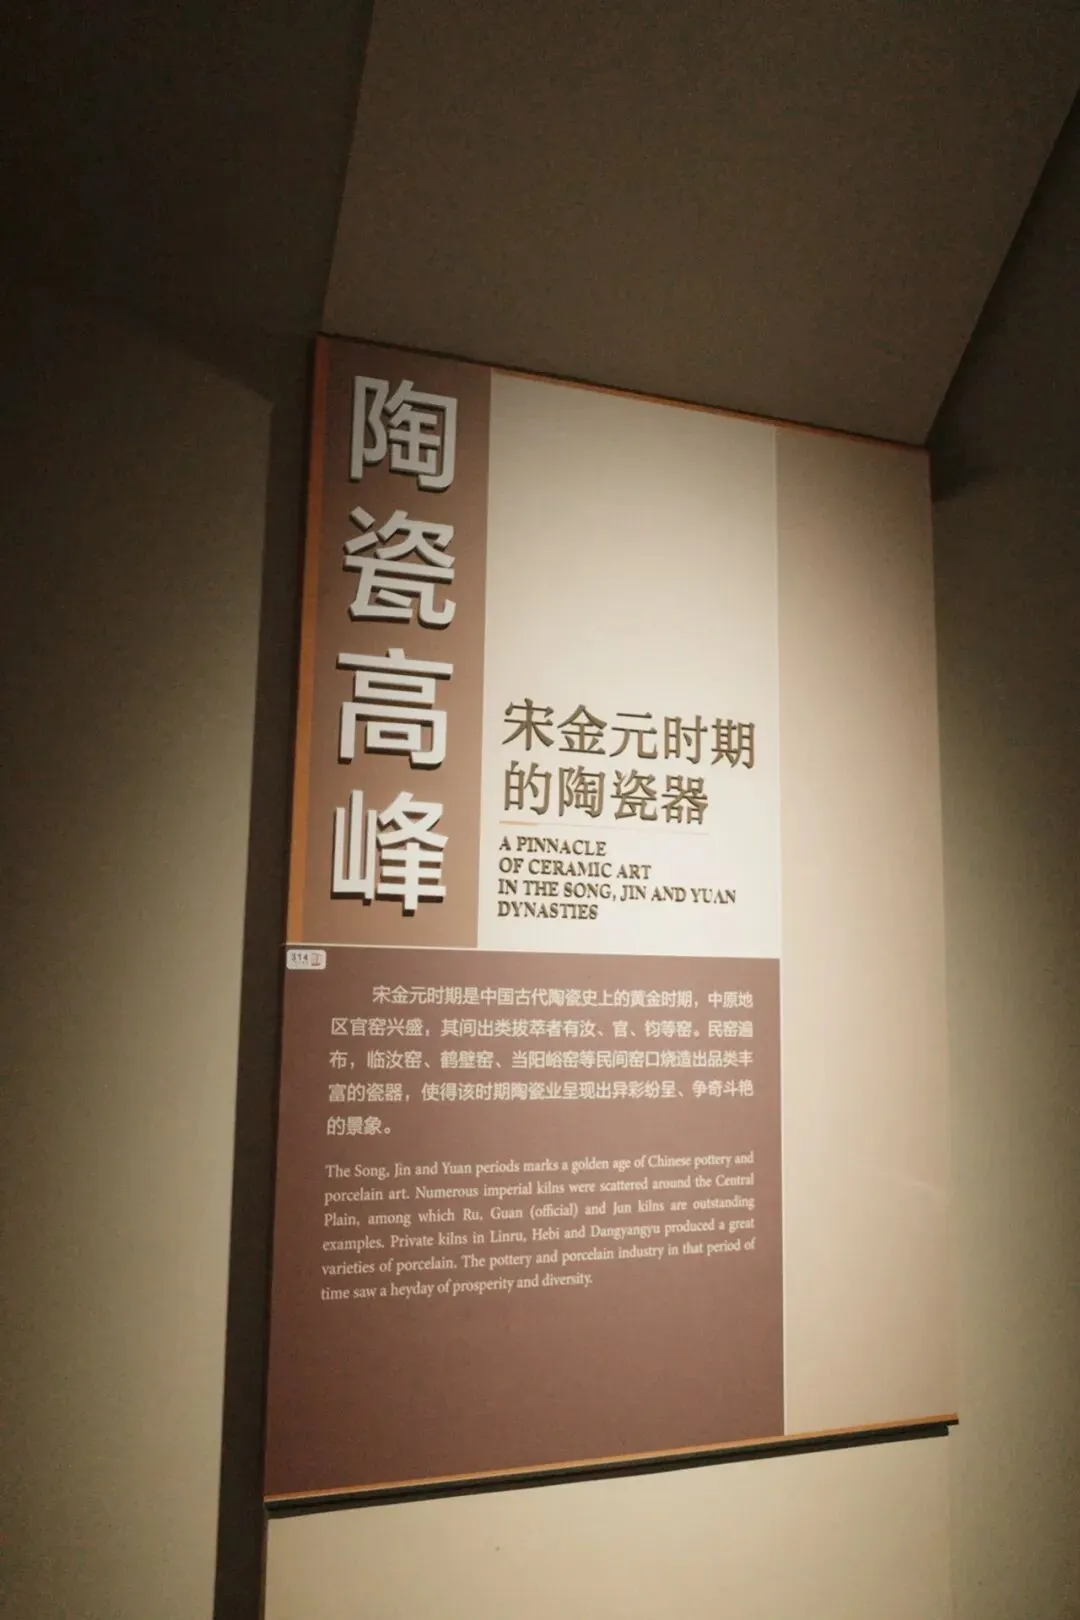 陶瓷高峰
宋金元时期
的陶瓷器
A PINNACLE
OF CERAMIC ART
IN THE SONG, JIN AND YUAN
DYNASTIES
314
宋金元时期是中国古代陶瓷史上的黄金时期，中原地
区官窑兴盛，其间出类拔萃者有汝、官、钧等窑。民窑遍
布，临汝窑、鹤壁窑、当阳峪窑等民间窑口烧造出品类丰
富的瓷器，使得该时期陶瓷业呈现出异彩纷呈、争奇斗艳
的景象。
The Song, Jin and Yuan periods marks a golden age of Chinese pottery and
porcelain art. Numerous imperial kilns were scattered around the Central
Plain, among which Ru, Guan (official) and Jun kilns are outstanding
examples. Private kilns in Linru, Hebi and Dangyangyu produced a great
varieties of porcelain. The pottery and porcelain industry in that period of
time saw a heyday of prosperity and diversity.